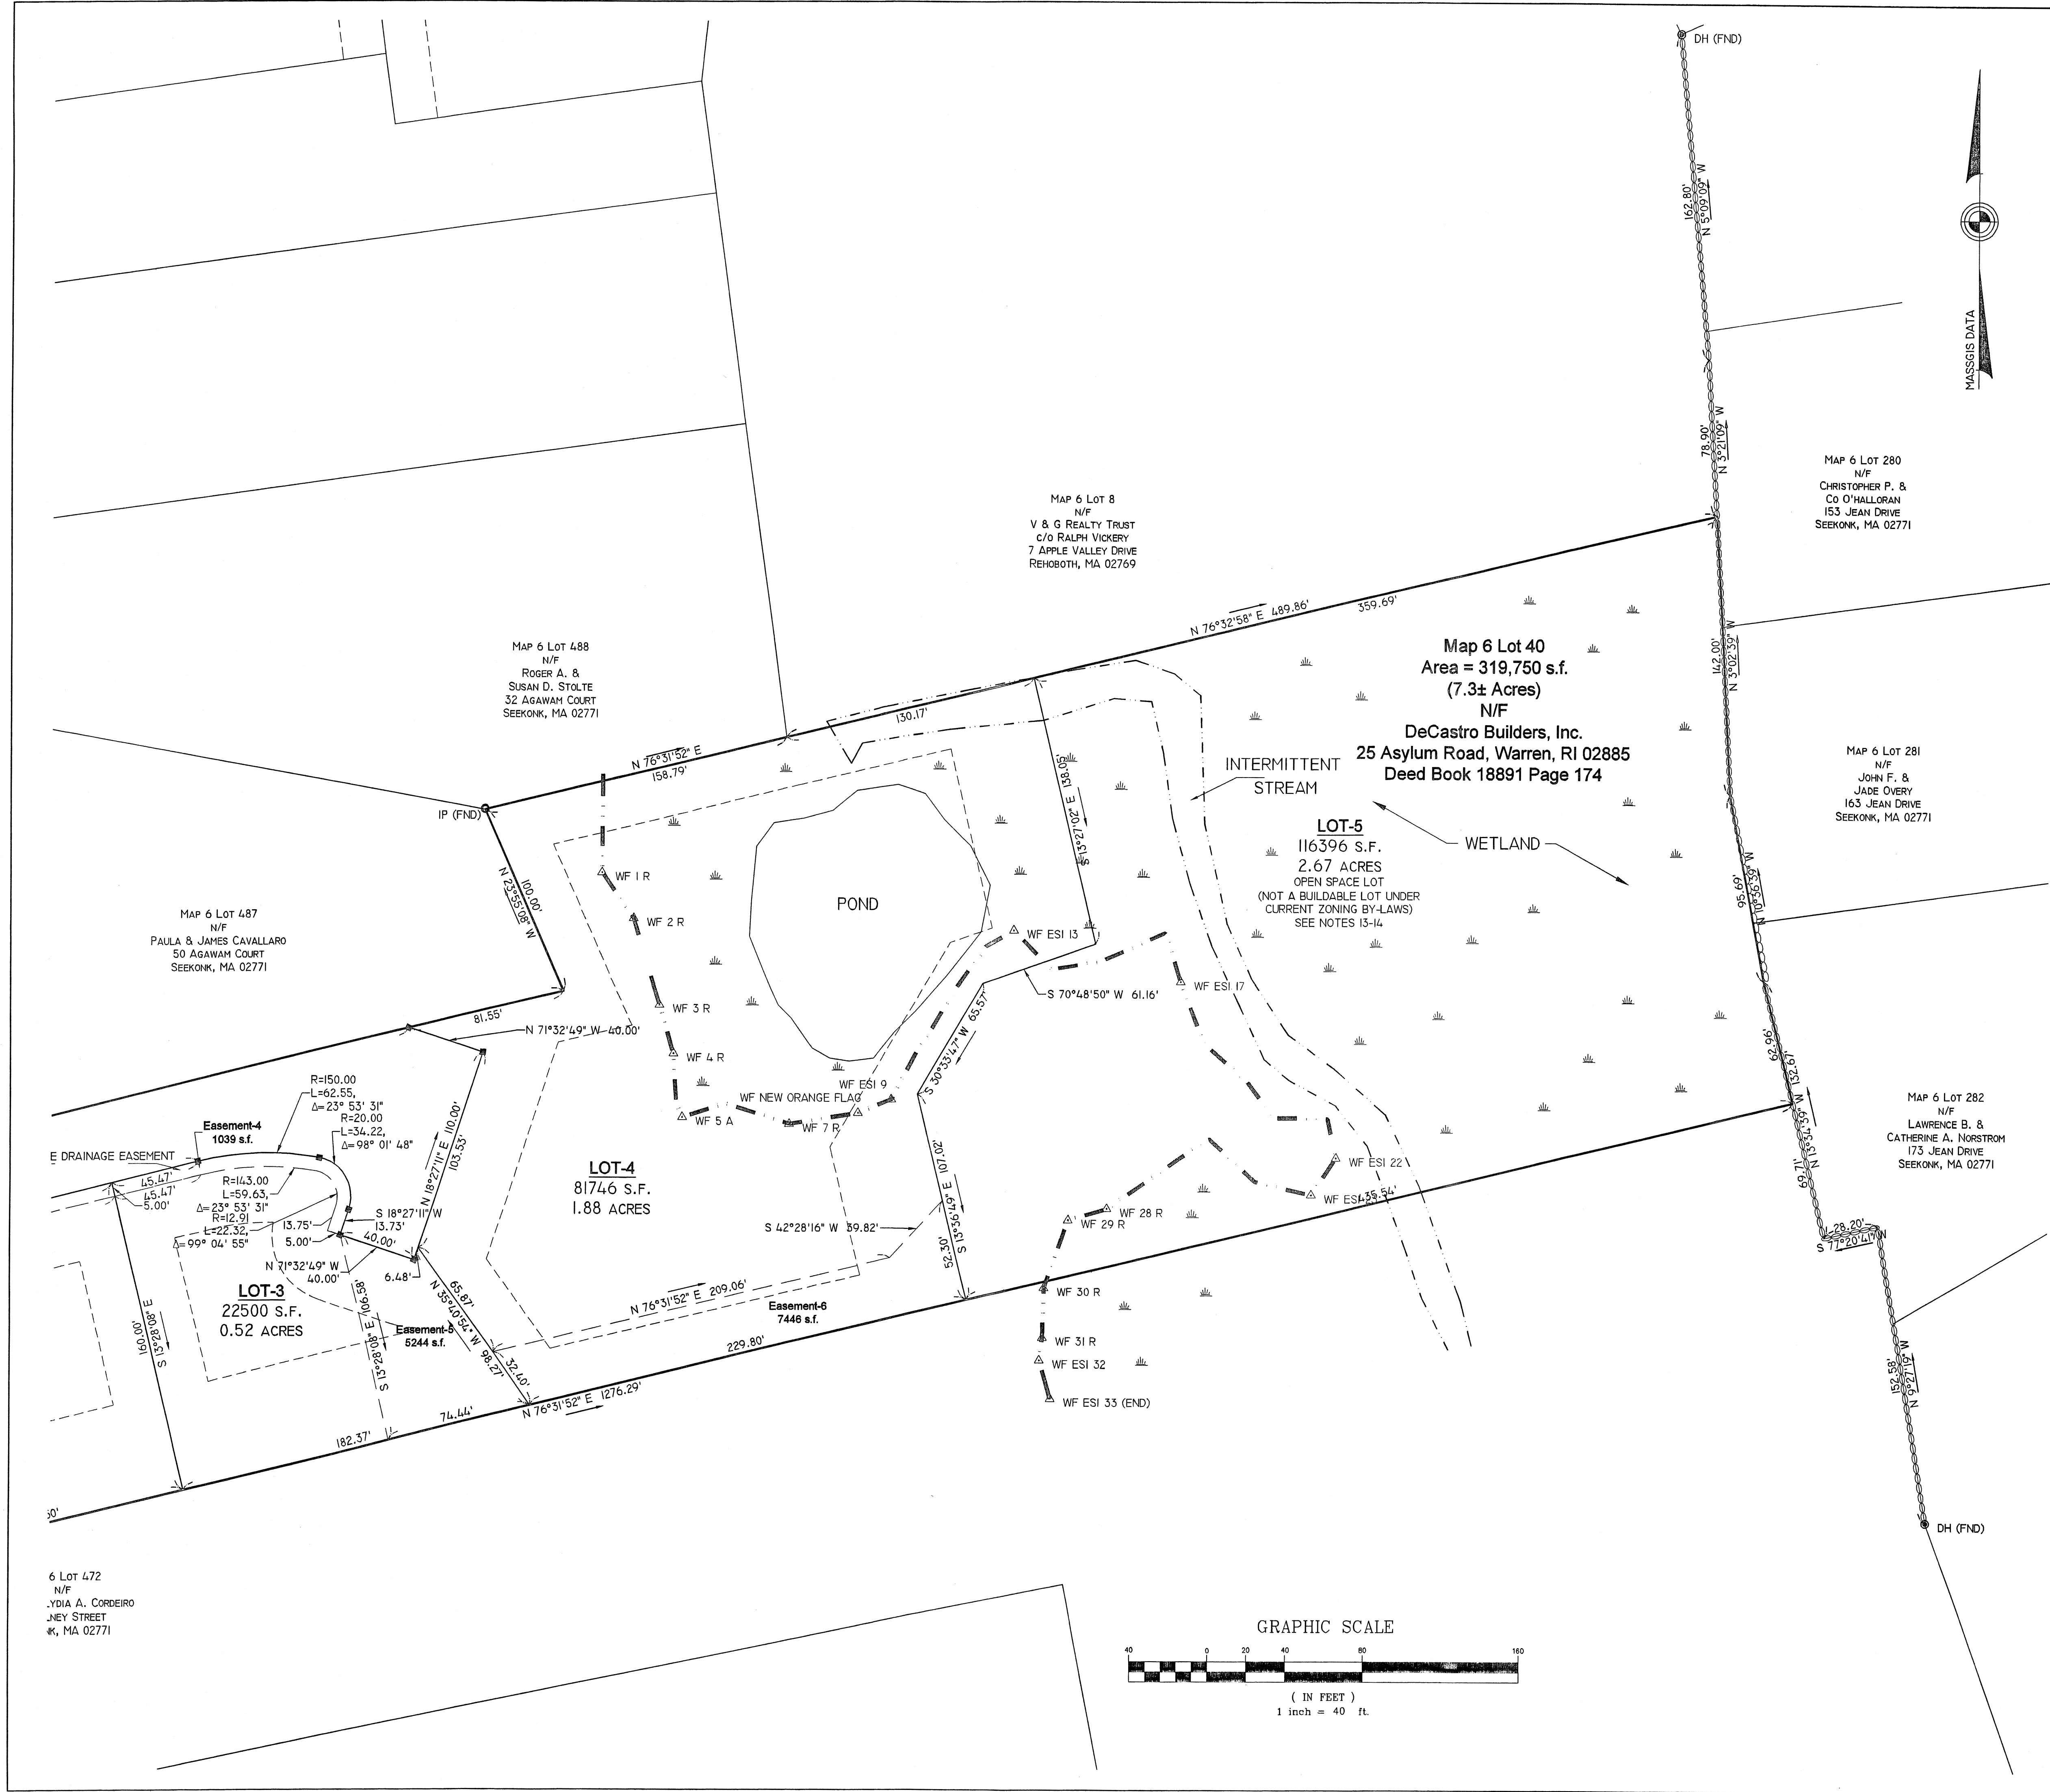 DH (FND)
162.80'
N 5°09'09" W
MASSGIS DATA
78.90'
N 3°21'09" W
MAP 6 LOT 280
N/F
CHRISTOPHER P. &
CO O'HALLORAN
153 JEAN DRIVE
SEEKONK, MA 02771
MAP 6 LOT 8
N/F
V & G REALTY TRUST
C/O RALPH VICKERY
7 APPLE VALLEY DRIVE
REHOBOTH, MA 02769
N 76°32'58" E 489.86'
359.69'
MAP 6 LOT 488
N/F
ROGER A. &
SUSAN D. STOLTE
32 AGAWAM COURT
SEEKONK, MA 02771
Map 6 Lot 40
Area = 319,750 s.f.
(7.3± Acres)
N/F
DeCastro Builders, Inc.
25 Asylum Road, Warren, RI 02885
Deed Book 18891 Page 174
142.00'
N 3°02'39" W
130.17'
N 76°31'52" E
158.79'
IP (FND)
S 13°27'02" E 138.05'
INTERMITTENT
STREAM
MAP 6 LOT 281
N/F
JOHN F. &
JADE OVERY
163 JEAN DRIVE
SEEKONK, MA 02771
LOT-5
116396 S.F.
2.67 ACRES
OPEN SPACE LOT
(NOT A BUILDABLE LOT UNDER
CURRENT ZONING BY-LAWS)
SEE NOTES 13-14
WETLAND
95.69'
N 10°36'39" W
WF 1 R
100.00'
N 23°55'08" W
WF 2 R
POND
WF ESI 13
MAP 6 LOT 487
N/F
PAULA & JAMES CAVALLARO
50 AGAWAM COURT
SEEKONK, MA 02771
WF ESI 17
S 70°48'50" W 61.16'
81.55'
WF 3 R
N 71°32'49" W 40.00'
S 30°33'47" W 65.57'
62.96'
WF 4 R
WF ESI 9
WF NEW ORANGE FLAG
WF 5 A
WF 7 R
R=150.00
L=62.55,
Δ=23° 53' 31"
R=20.00
L=34.22,
Δ=98° 01' 48"
Easement-4
1039 s.f.
E DRAINAGE EASEMENT
N 18°27'11" E 110.00'
103.53'
N 13°34'39" W 132.67'
69.71'
MAP 6 LOT 282
N/F
LAWRENCE B. &
CATHERINE A. NORSTROM
173 JEAN DRIVE
SEEKONK, MA 02771
LOT-4
81746 S.F.
1.88 ACRES
45.47'
45.47'
5.00'
R=143.00
L=59.63,
Δ=23° 53' 31"
R=12.91
L=22.32,
Δ=99° 04' 55"
S 18°27'11" W
13.73'
13.75'
5.00'
40.00'
N 71°32'49" W
40.00'
6.48'
S 13°36'49" E 107.02'
52.30'
S 42°28'16" W 39.82'
WF ESI 22
435.54'
WF 28 R
WF 29 R
28.20'
S 77°20'41" W
LOT-3
22500 S.F.
0.52 ACRES
160.00'
S 13°28'08" E
S 13°28'08" E 106.58'
Easement-5
5244 s.f.
65.87'
N 35°40'54" W 98.27'
32.40'
N 76°31'52" E 209.06'
Easement-6
7446 s.f.
WF 30 R
WF 31 R
WF ESI 32
WF ESI 33 (END)
229.80'
N 76°31'52" E 1276.29'
74.44'
182.37'
152.58'
N 9°27'19" W
DH (FND)
6 LOT 472
N/F
YDIA A. CORDEIRO
NEY STREET
K, MA 02771
GRAPHIC SCALE
40 0 20 40 80 160
( IN FEET )
1 inch = 40 ft.